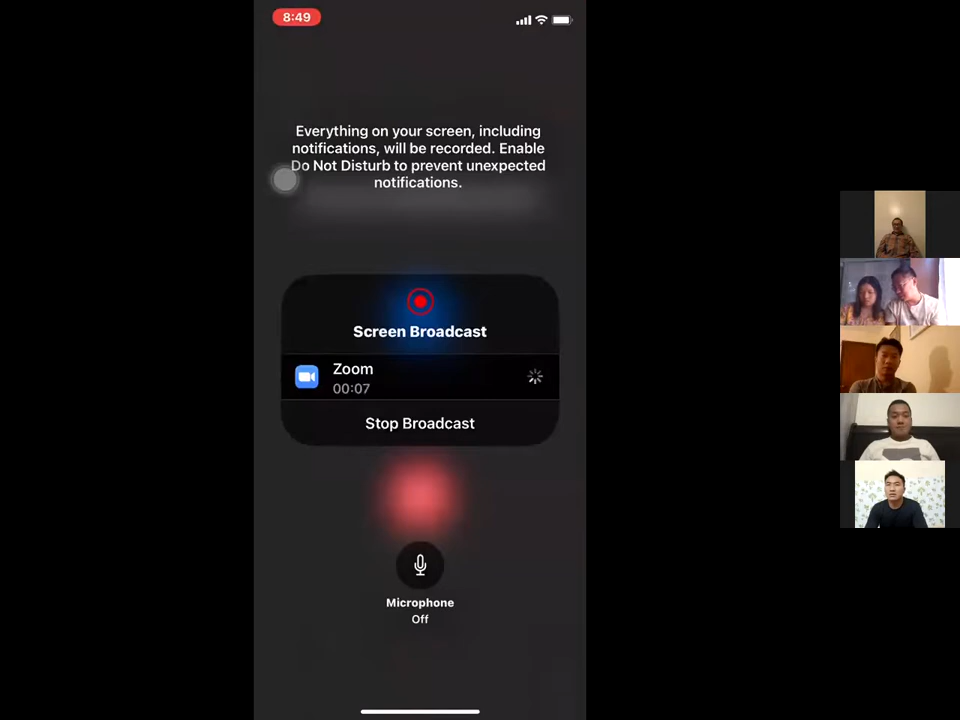 8:49
Everything on your screen, including
notifications, will be recorded. Enable
Do Not Disturb to prevent unexpected
notifications.
Screen Broadcast
Zoom
00:07
Stop Broadcast
Microphone
Off